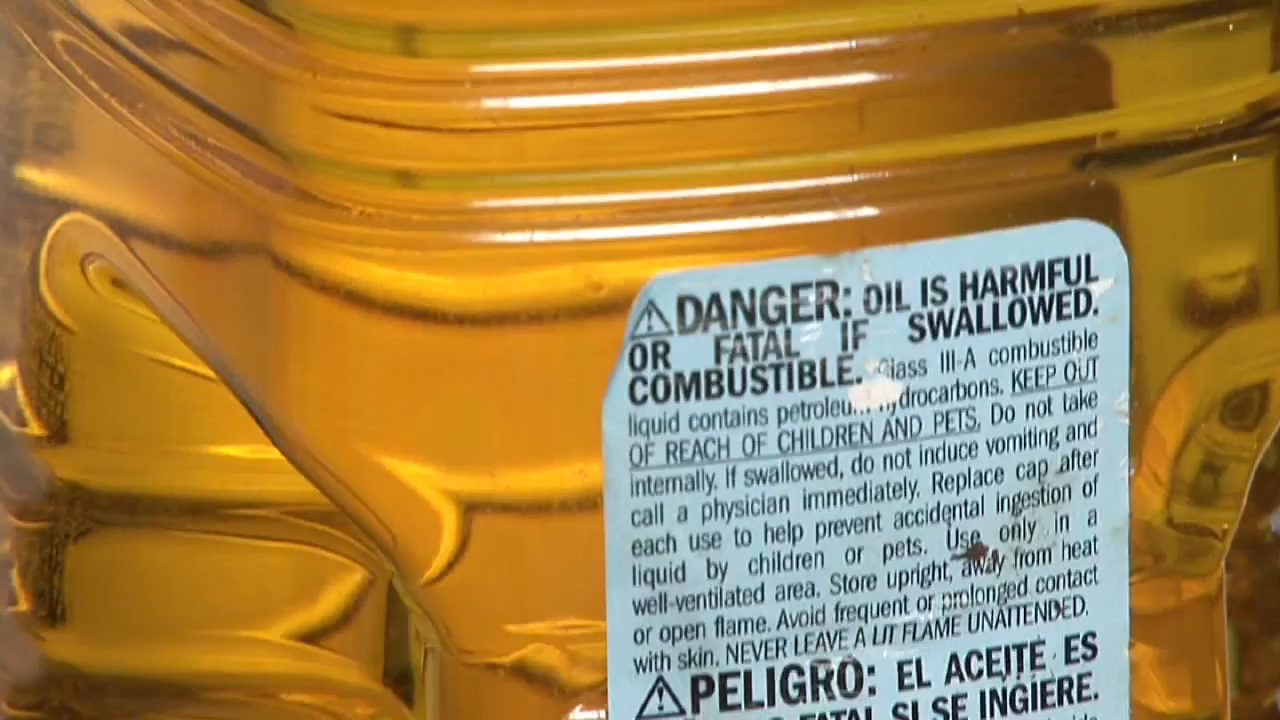 ⚠DANGER: OIL IS HARMFUL
OR FATAL IF SWALLOWED.
COMBUSTIBLE. Class III-A combustible
liquid contains petroleum hydrocarbons. KEEP OUT
OF REACH OF CHILDREN AND PETS. Do not take
internally. If swallowed, do not induce vomiting and
call a physician immediately. Replace cap after
each use to help prevent accidental ingestion of
liquid by children or pets. Use only in a
well-ventilated area. Store upright, away from heat
or open flame. Avoid frequent or prolonged contact
with skin. NEVER LEAVE A LIT FLAME UNATTENDED.
⚠PELIGRO: EL ACEITE ES
FATAL SI SE INGIERE.